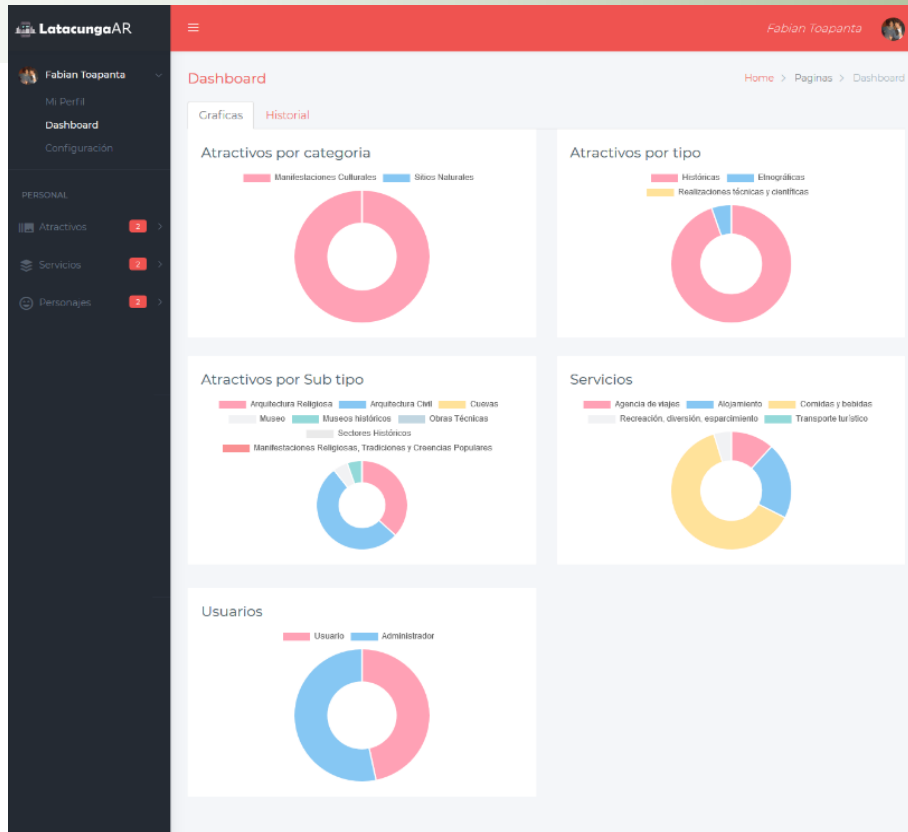 LatacungaAR
Fabian Toapanta
Fabian Toapanta
Mi Perfil
Dashboard
Configuración
PERSONAL
Atractivos 2
Servicios 2
Personajes 2
Dashboard
Home > Paginas > Dashboard
Graficas Historial
Atractivos por categoria
Manifestaciones Culturales Sitios Naturales
Atractivos por tipo
Históricas Etnográficas
Realizaciones técnicas y científicas
Atractivos por Sub tipo
Arquitectura Religiosa Arquitectura Civil Cuevas
Museo Museos históricos Obras Técnicas
Sectores Históricos
Manifestaciones Religiosas, Tradiciones y Creencias Populares
Servicios
Agencia de viajes Alojamiento Comidas y bebidas
Recreación, diversión, esparcimiento Transporte turístico
Usuarios
Usuario Administrador